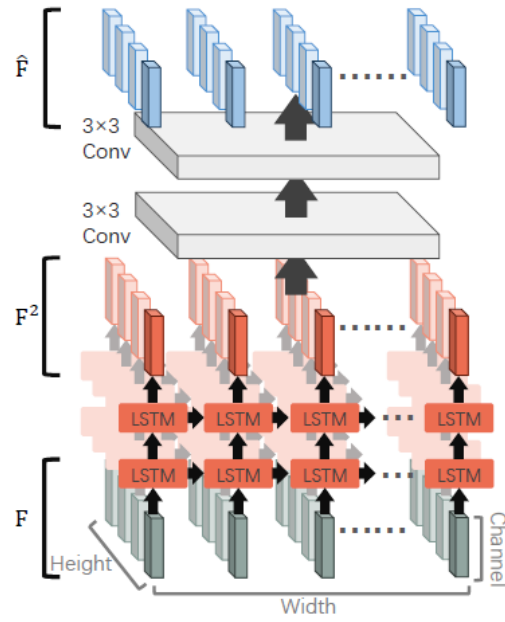 F̂
3×3
Conv
3×3
Conv
F²
LSTM LSTM LSTM LSTM
LSTM LSTM LSTM LSTM
F
Height
Width
Channel